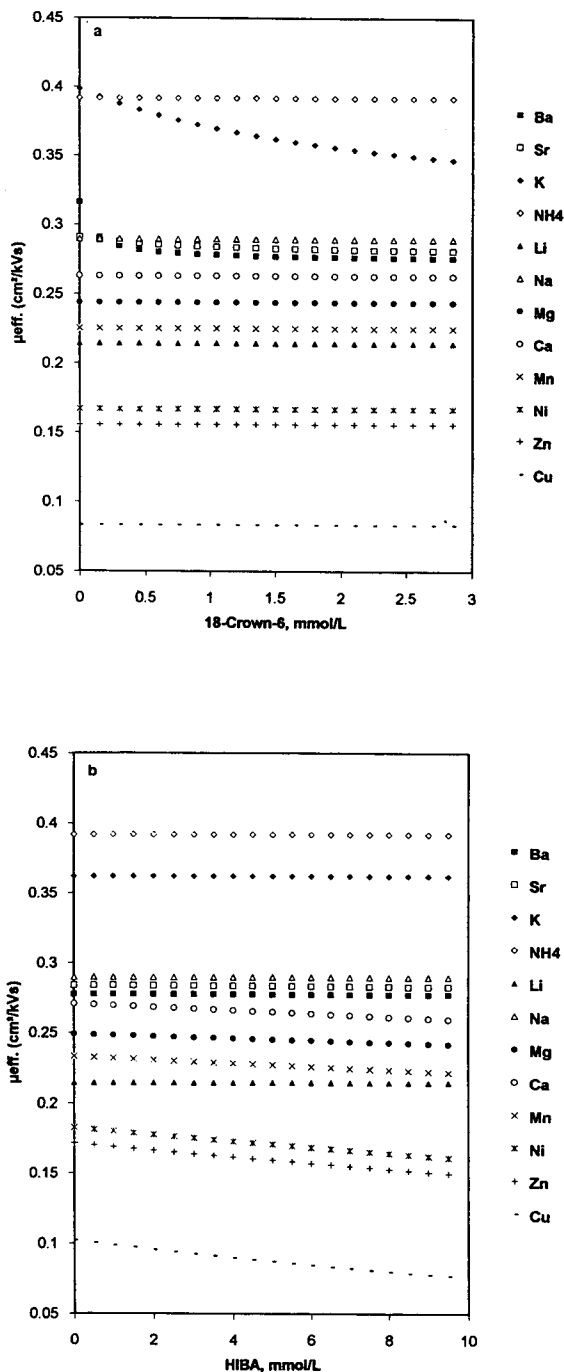 a
0.45
0.4
0.35
0.3
0.25
0.2
0.15
0.1
0.05
µeff. (cm²/kVs)
0 0.5 1 1.5 2 2.5 3
18-Crown-6, mmol/L
Ba
Sr
K
NH4
Li
Na
Mg
Ca
Mn
Ni
Zn
Cu
b
0.45
0.4
0.35
0.3
0.25
0.2
0.15
0.1
0.05
µeff. (cm²/kVs)
0 2 4 6 8 10
HIBA, mmol/L
Ba
Sr
K
NH4
Li
Na
Mg
Ca
Mn
Ni
Zn
Cu